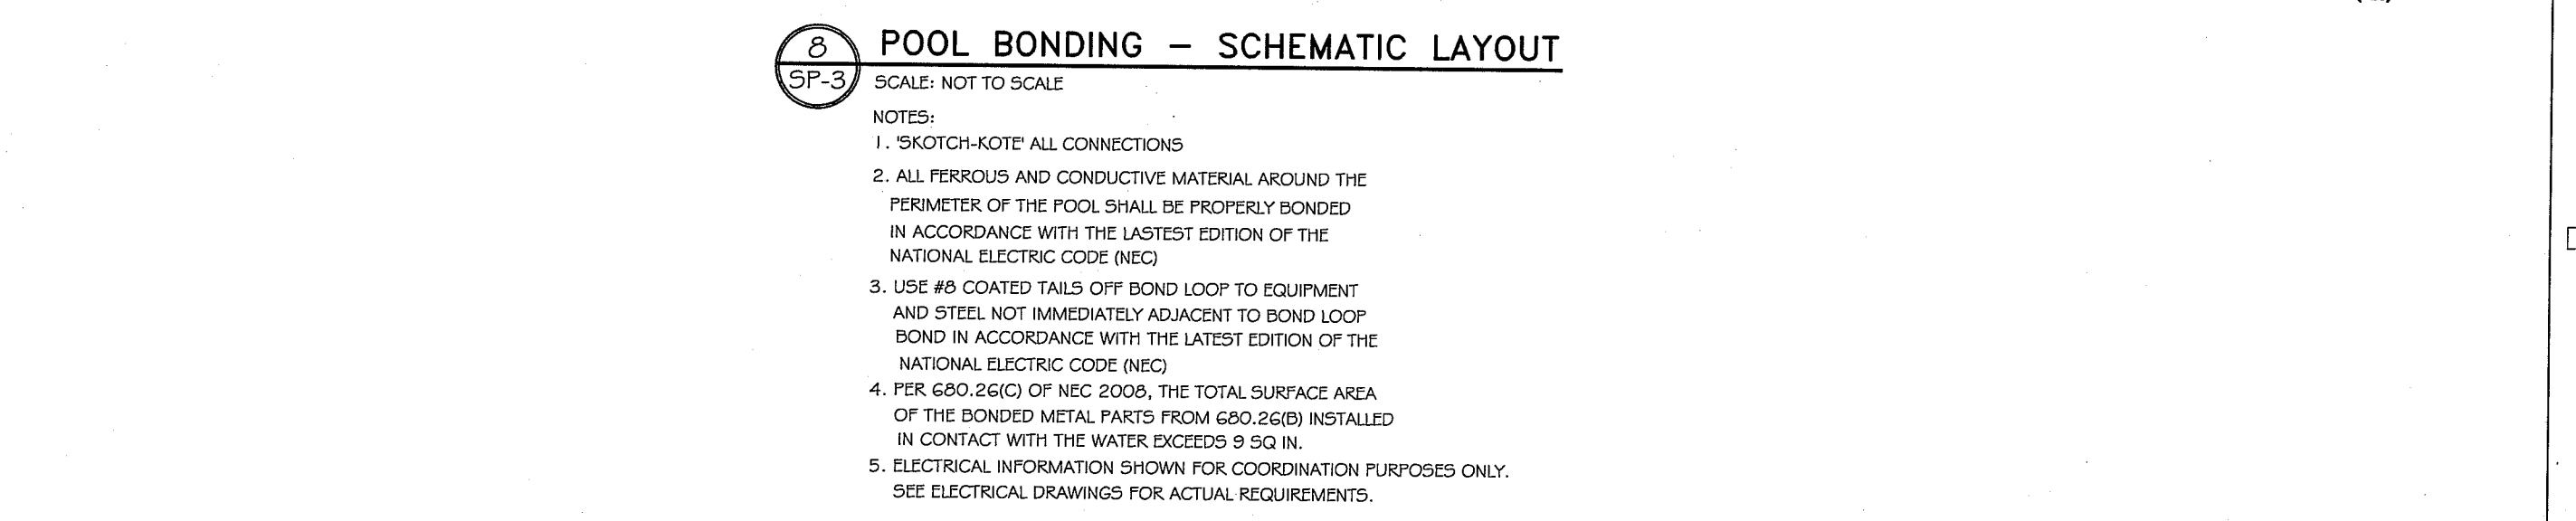 8
SP-3
POOL BONDING – SCHEMATIC LAYOUT
SCALE: NOT TO SCALE
NOTES:
1. 'SKOTCH-KOTE' ALL CONNECTIONS
2. ALL FERROUS AND CONDUCTIVE MATERIAL AROUND THE
PERIMETER OF THE POOL SHALL BE PROPERLY BONDED
IN ACCORDANCE WITH THE LASTEST EDITION OF THE
NATIONAL ELECTRIC CODE (NEC)
3. USE #8 COATED TAILS OFF BOND LOOP TO EQUIPMENT
AND STEEL NOT IMMEDIATELY ADJACENT TO BOND LOOP
BOND IN ACCORDANCE WITH THE LATEST EDITION OF THE
NATIONAL ELECTRIC CODE (NEC)
4. PER 680.26(C) OF NEC 2008, THE TOTAL SURFACE AREA
OF THE BONDED METAL PARTS FROM 680.26(B) INSTALLED
IN CONTACT WITH THE WATER EXCEEDS 9 SQ IN.
5. ELECTRICAL INFORMATION SHOWN FOR COORDINATION PURPOSES ONLY.
SEE ELECTRICAL DRAWINGS FOR ACTUAL REQUIREMENTS.